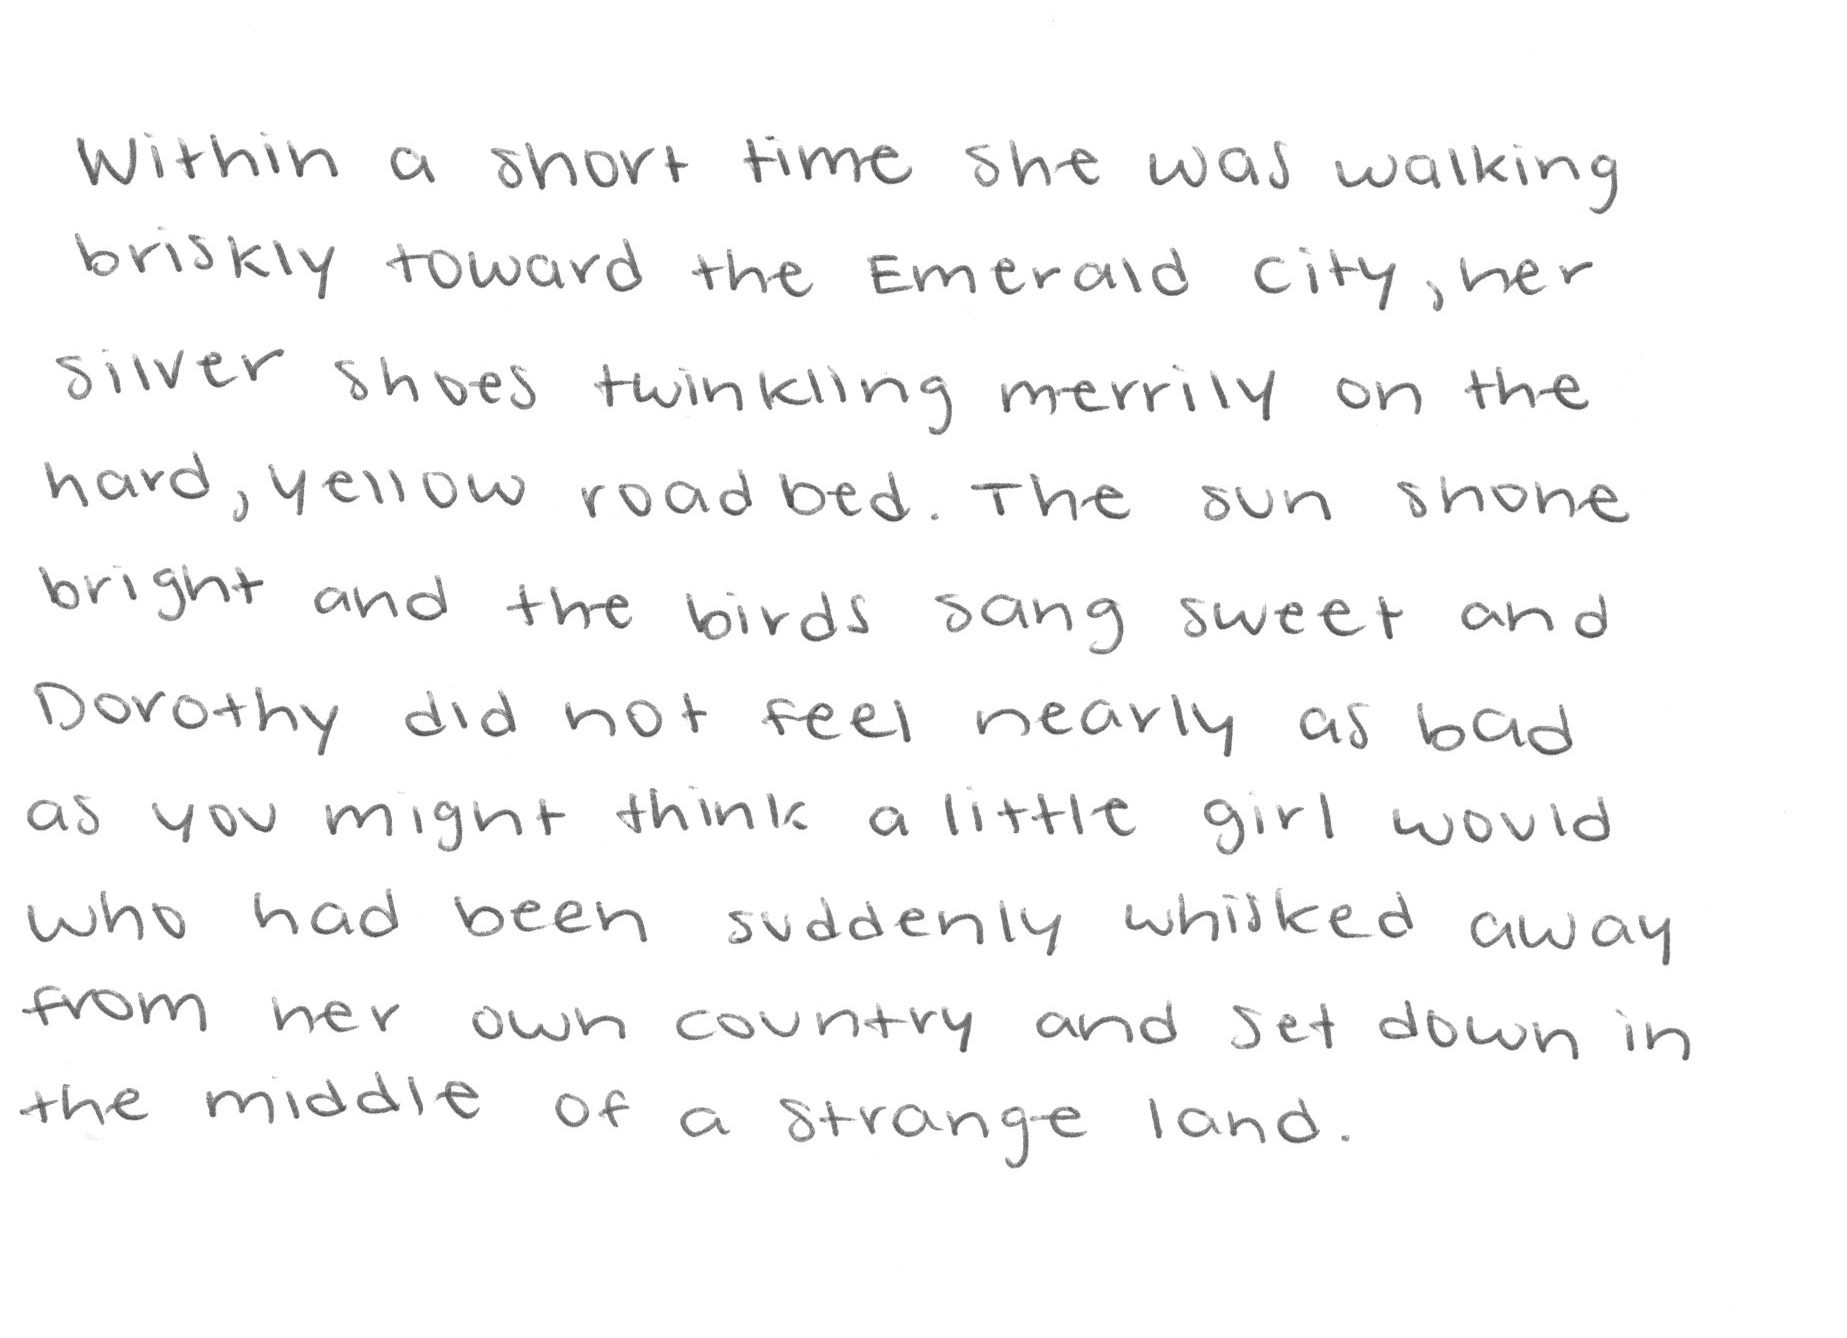 Within a short time she was walking
briskly toward the Emerald City, her
silver shoes twinkling merrily on the
hard, yellow road bed. The sun shone
bright and the birds sang sweet and
Dorothy did not feel nearly as bad
as you might think a little girl would
who had been suddenly whisked away
from her own country and set down in
the middle of a strange land.